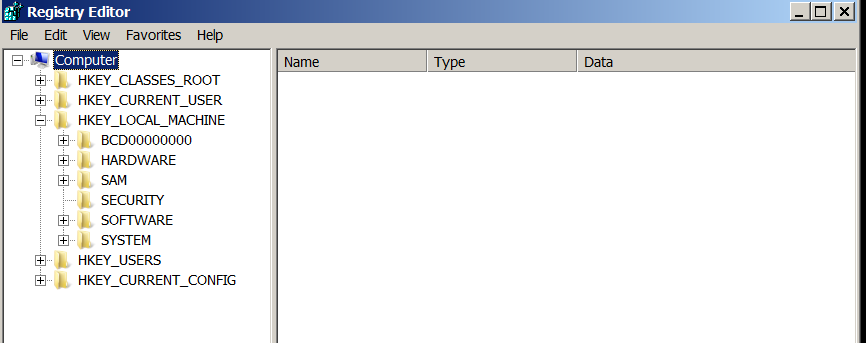 Registry Editor
File Edit View Favorites Help
Computer
HKEY_CLASSES_ROOT
HKEY_CURRENT_USER
HKEY_LOCAL_MACHINE
BCD00000000
HARDWARE
SAM
SECURITY
SOFTWARE
SYSTEM
HKEY_USERS
HKEY_CURRENT_CONFIG
Name Type Data